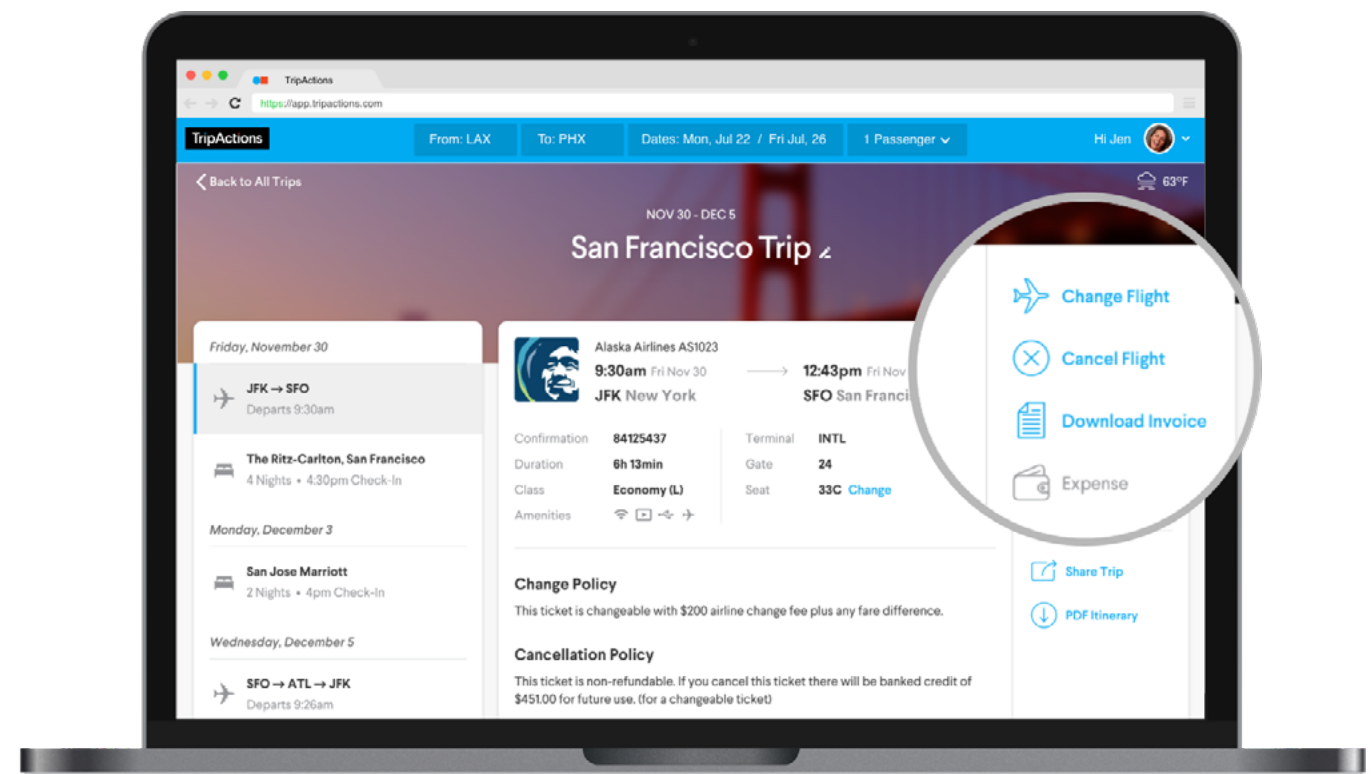 TripActions
https://app.tripactions.com
TripActions
From: LAX
To: PHX
Dates: Mon, Jul 22 / Fri Jul, 26
1 Passenger
Hi Jen
Back to All Trips
63°F
NOV 30 - DEC 5
San Francisco Trip
Friday, November 30
JFK → SFO
Departs 9:30am
The Ritz-Carlton, San Francisco
4 Nights • 4:30pm Check-In
Monday, December 3
San Jose Marriott
2 Nights • 4pm Check-In
Wednesday, December 5
SFO → ATL → JFK
Departs 9:26am
Alaska Airlines AS1023
9:30am Fri Nov 30 → 12:43pm Fri Nov
JFK New York SFO San Franci
Confirmation 84125437 Terminal INTL
Duration 6h 13min Gate 24
Class Economy (L) Seat 33C Change
Amenities
Change Policy
This ticket is changeable with $200 airline change fee plus any fare difference.
Cancellation Policy
This ticket is non-refundable. If you cancel this ticket there will be banked credit of
$451.00 for future use. (for a changeable ticket)
Change Flight
Cancel Flight
Download Invoice
Expense
Share Trip
PDF Itinerary